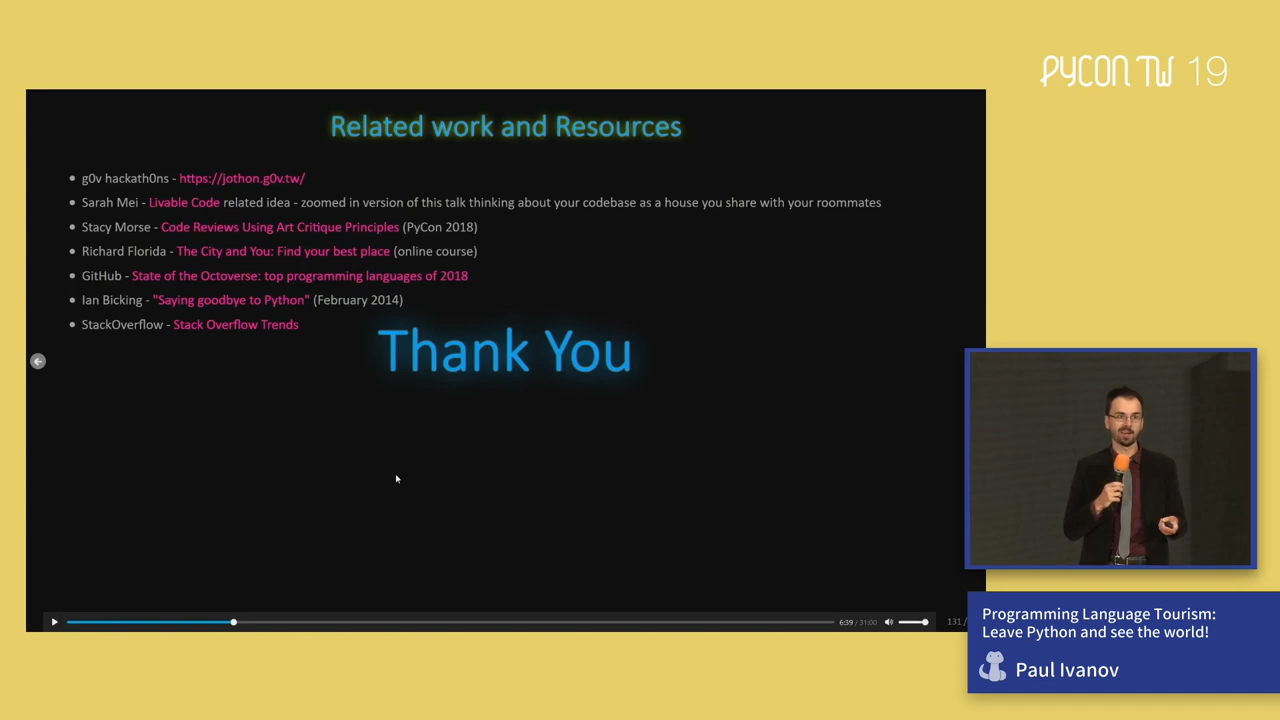 PYCON TW 19
Related work and Resources
g0v hackath0ns - https://jothon.g0v.tw/
Sarah Mei - Livable Code related idea - zoomed in version of this talk thinking about your codebase as a house you share with your roommates
Stacy Morse - Code Reviews Using Art Critique Principles (PyCon 2018)
Richard Florida - The City and You: Find your best place (online course)
GitHub - State of the Octoverse: top programming languages of 2018
Ian Bicking - "Saying goodbye to Python" (February 2014)
StackOverflow - Stack Overflow Trends
Thank You
6:39 / 31:00
131 /
Programming Language Tourism:
Leave Python and see the world!
Paul Ivanov